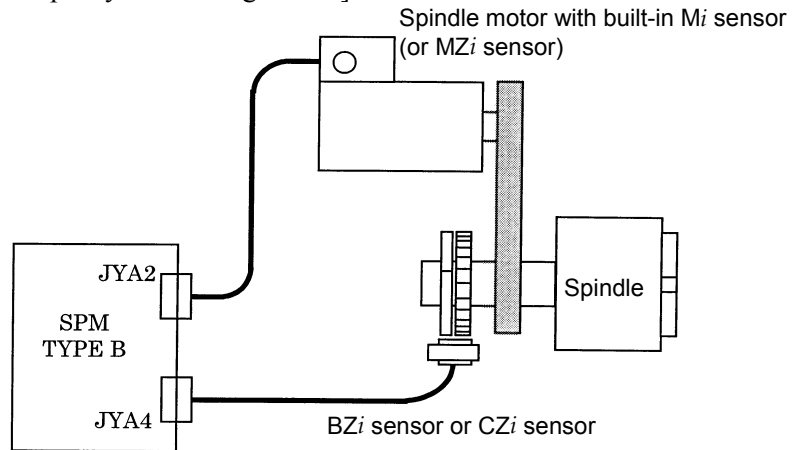 Spindle motor with built-in Mi sensor
(or MZi sensor)
JYA2
SPM
TYPE B
Spindle
JYA4
BZi sensor or CZi sensor